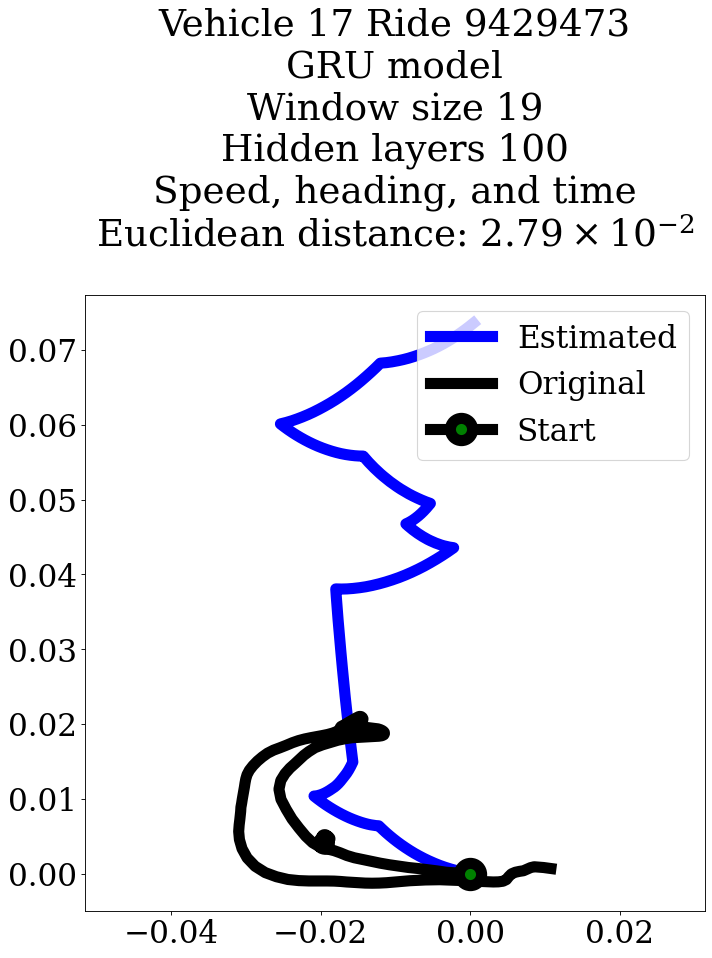 Vehicle 17 Ride 9429473
GRU model
Window size 19
Hidden layers 100
Speed, heading, and time
Euclidean distance: 2.79 × 10⁻²
Estimated
Original
Start
0.07
0.06
0.05
0.04
0.03
0.02
0.01
0.00
−0.04
−0.02
0.00
0.02